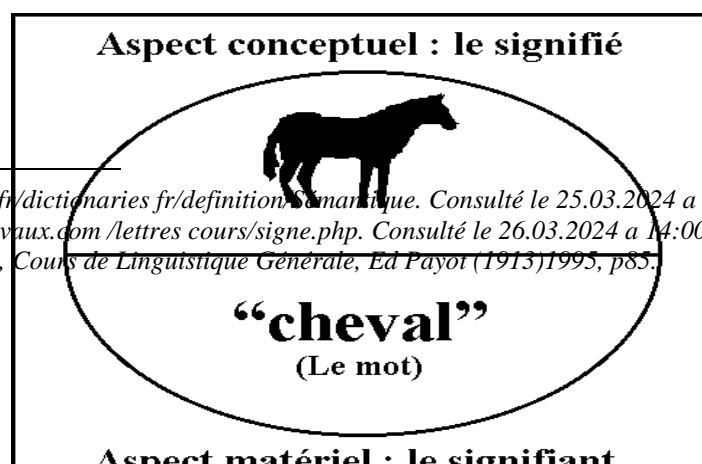 Aspect conceptuel : le signifié
fr/dictionaries fr/definition/Sémantique. Consulté le 25.03.2024 a
vaux.com /lettres cours/signe.php. Consulté le 26.03.2024 a 14:00
, Cours de Linguistique Générale, Ed Payot (1913)1995, p85.
“cheval”
(Le mot)
Aspect matériel : le signifiant